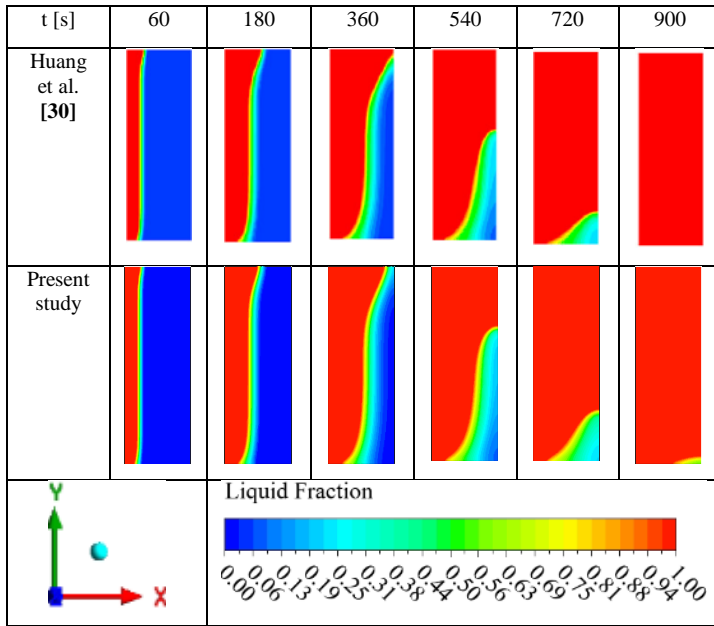 t [s] 60 180 360 540 720 900
Huang
et al.
[30]
Present
study
Y
X
Liquid Fraction
0.00 0.06 0.13 0.19 0.25 0.31 0.38 0.44 0.50 0.56 0.63 0.69 0.75 0.81 0.88 0.94 1.00